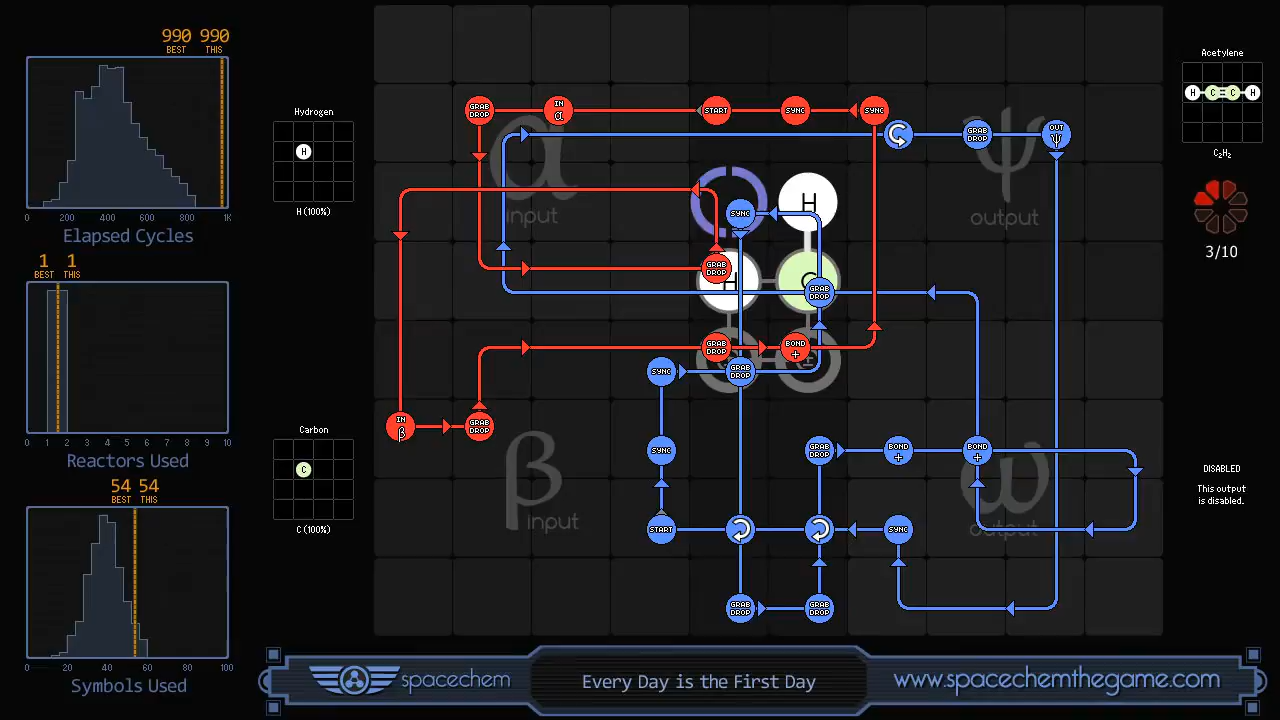 990 990
BEST THIS
0 200 400 600 800 1K
Elapsed Cycles
1 1
BEST THIS
0 1 2 3 4 5 6 7 8 9 10
Reactors Used
54 54
BEST THIS
0 20 40 60 80 100
Symbols Used
Hydrogen
H
H (100%)
Carbon
C
C (100%)
GRAB DROP
IN α
START
SYNC
SYNC
GRAB DROP
OUT ψ
α
input
ψ
output
H
SYNC
GRAB DROP
H
C
GRAB DROP
GRAB DROP
BOND +
SYNC
GRAB DROP
IN β
GRAB DROP
SYNC
GRAB DROP
BOND +
BOND +
β
input
ω
output
START
SYNC
GRAB DROP
GRAB DROP
Acetylene
H C C H
C₂H₂
3/10
DISABLED
This output
is disabled.
spacechem
Every Day is the First Day
www.spacechemthegame.com